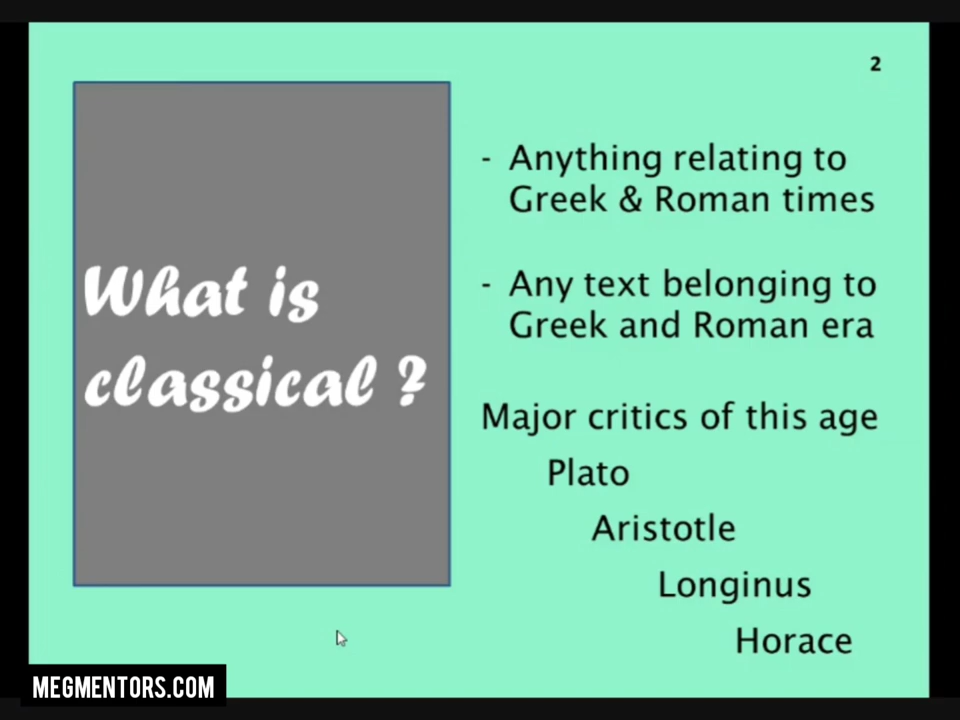 2
What is
classical ?
- Anything relating to
Greek & Roman times
- Any text belonging to
Greek and Roman era
Major critics of this age
Plato
Aristotle
Longinus
Horace
MEGMENTORS.COM